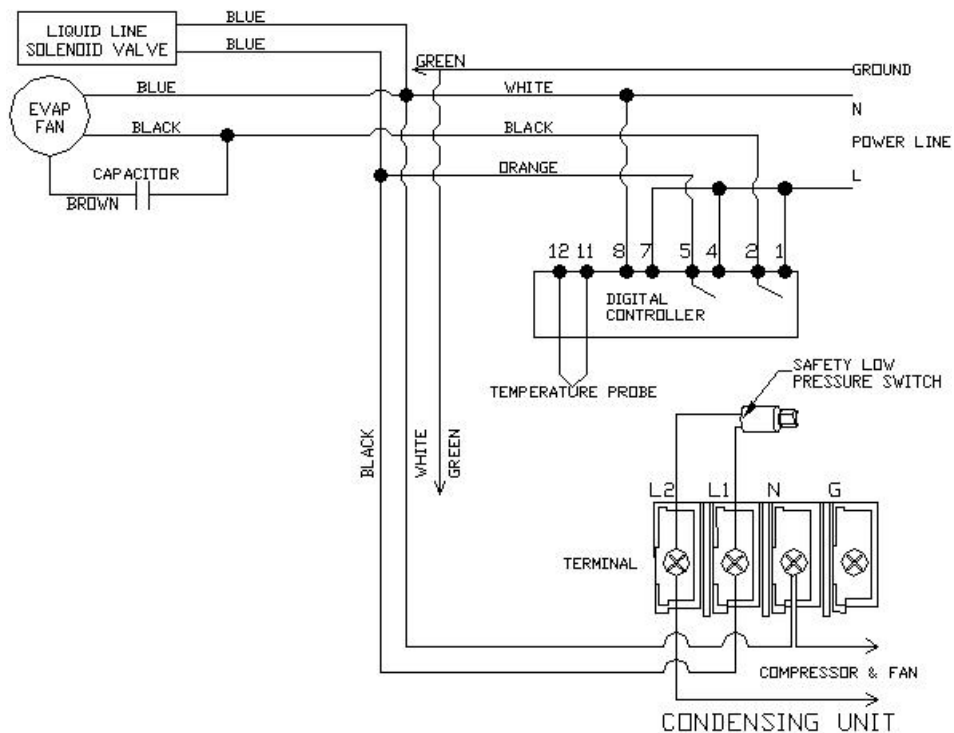 LIQUID LINE
SOLENOID VALVE
BLUE
BLUE
GREEN
GROUND
BLUE
WHITE
N
EVAP
FAN
BLACK
BLACK
POWER LINE
CAPACITOR
ORANGE
L
BROWN
12 11 8 7 5 4 2 1
DIGITAL
CONTROLLER
SAFETY LOW
PRESSURE SWITCH
TEMPERATURE PROBE
BLACK
WHITE
GREEN
L2 L1 N G
TERMINAL
COMPRESSOR & FAN
CONDENSING UNIT